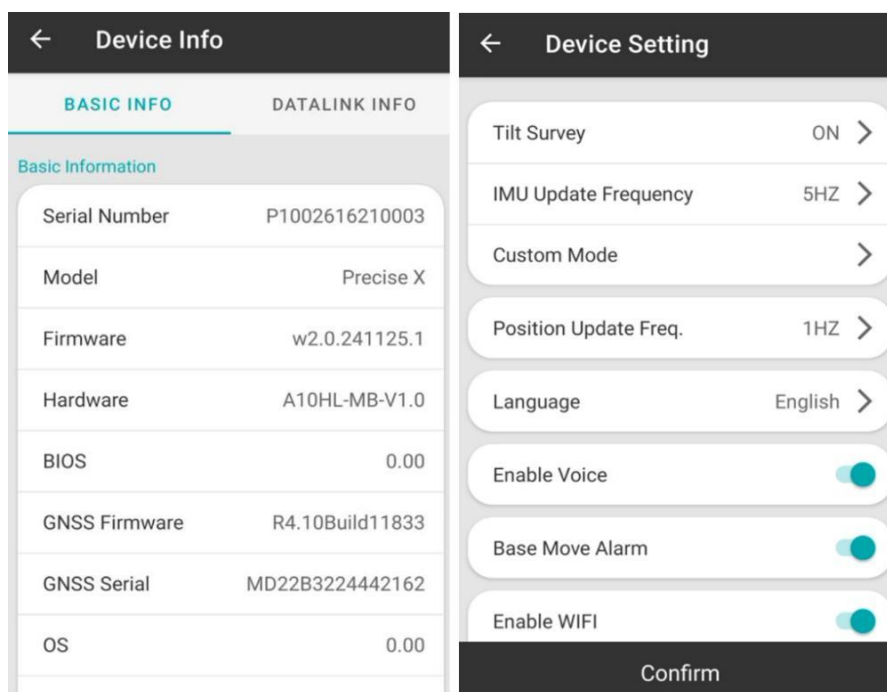 Device Info
BASIC INFO DATALINK INFO
Basic Information
Serial Number P1002616210003
Model Precise X
Firmware w2.0.241125.1
Hardware A10HL-MB-V1.0
BIOS 0.00
GNSS Firmware R4.10Build11833
GNSS Serial MD22B3224442162
OS 0.00
Device Setting
Tilt Survey ON
IMU Update Frequency 5HZ
Custom Mode
Position Update Freq. 1HZ
Language English
Enable Voice
Base Move Alarm
Enable WIFI
Confirm